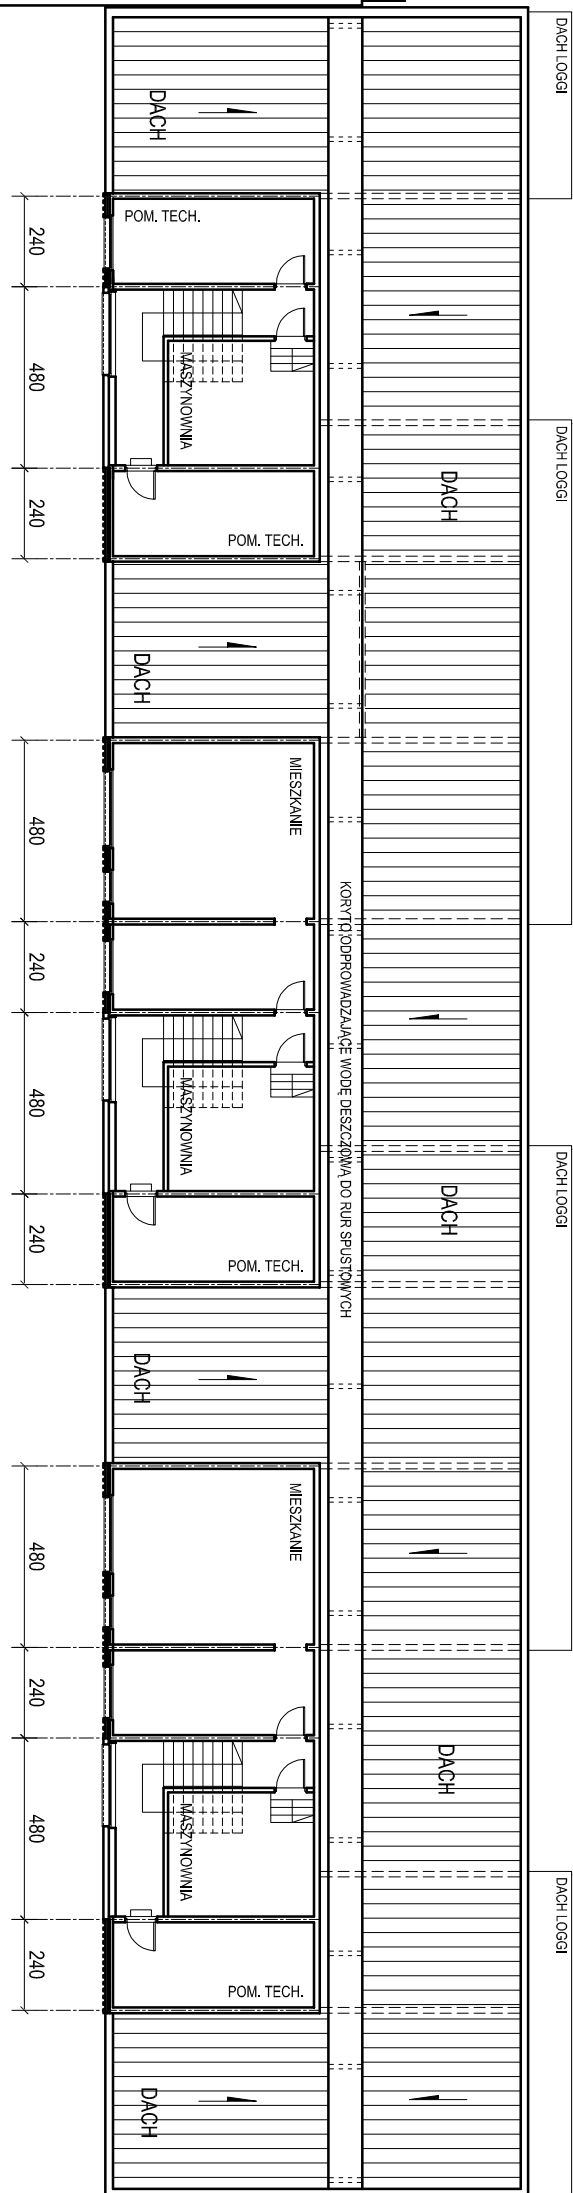 DACH LOGGI
DACH
POM. TECH.
240
MASZYNOWNIA
480
DACH LOGGI
DACH
240
POM. TECH.
DACH
MIESZKANIE
480
KORYTO ODPROWADZAJĄCE WODĘ DESZCZOWĄ DO RUR SPUSTOWYCH
240
MASZYNOWNIA
480
DACH LOGGI
DACH
240
POM. TECH.
DACH
MIESZKANIE
480
240
DACH
MASZYNOWNIA
480
DACH LOGGI
240
POM. TECH.
DACH